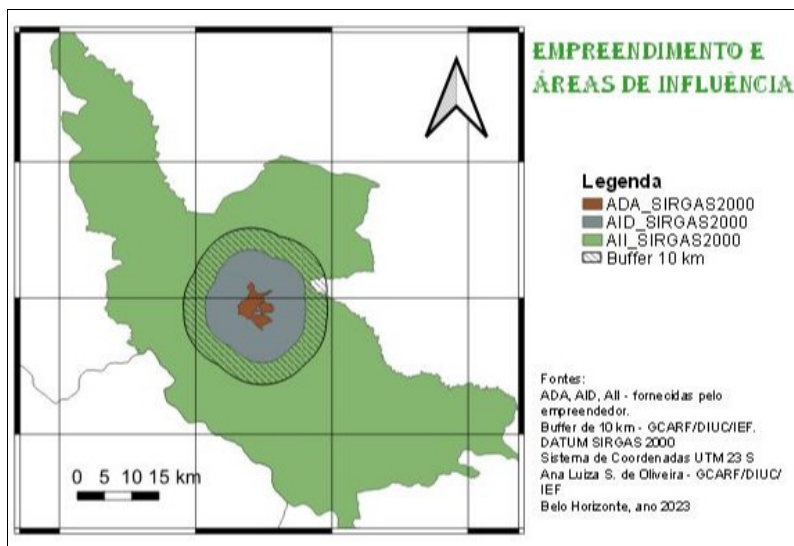 EMPREENDIMENTO E
ÁREAS DE INFLUÊNCIA
Legenda
ADA_SIRGAS2000
AID_SIRGAS2000
AII_SIRGAS2000
Buffer 10 km
0 5 10 15 km
Fontes:
ADA, AID, AII - fornecidas pelo
empreendedor.
Buffer de 10 km - GCARF/DIUC/IEF.
DATUM SIRGAS 2000
Sistema de Coordenadas UTM 23 S
Ana Luiza S. de Oliveira - GCARF/DIUC/
IEF
Belo Horizonte, ano 2023